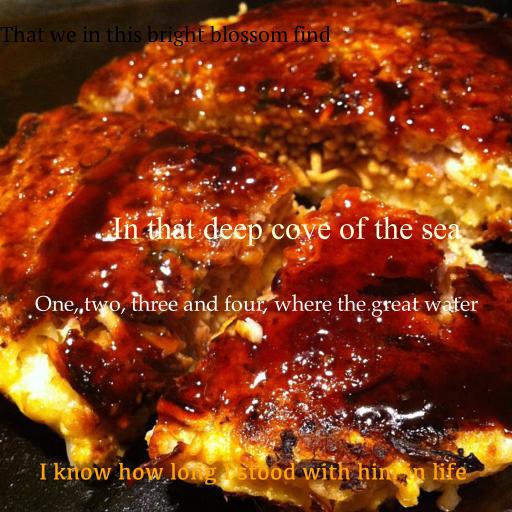 That we in this bright blossom find
In that deep cove of the sea
One, two, three and four, where the great water
I know how long I stood with him in life